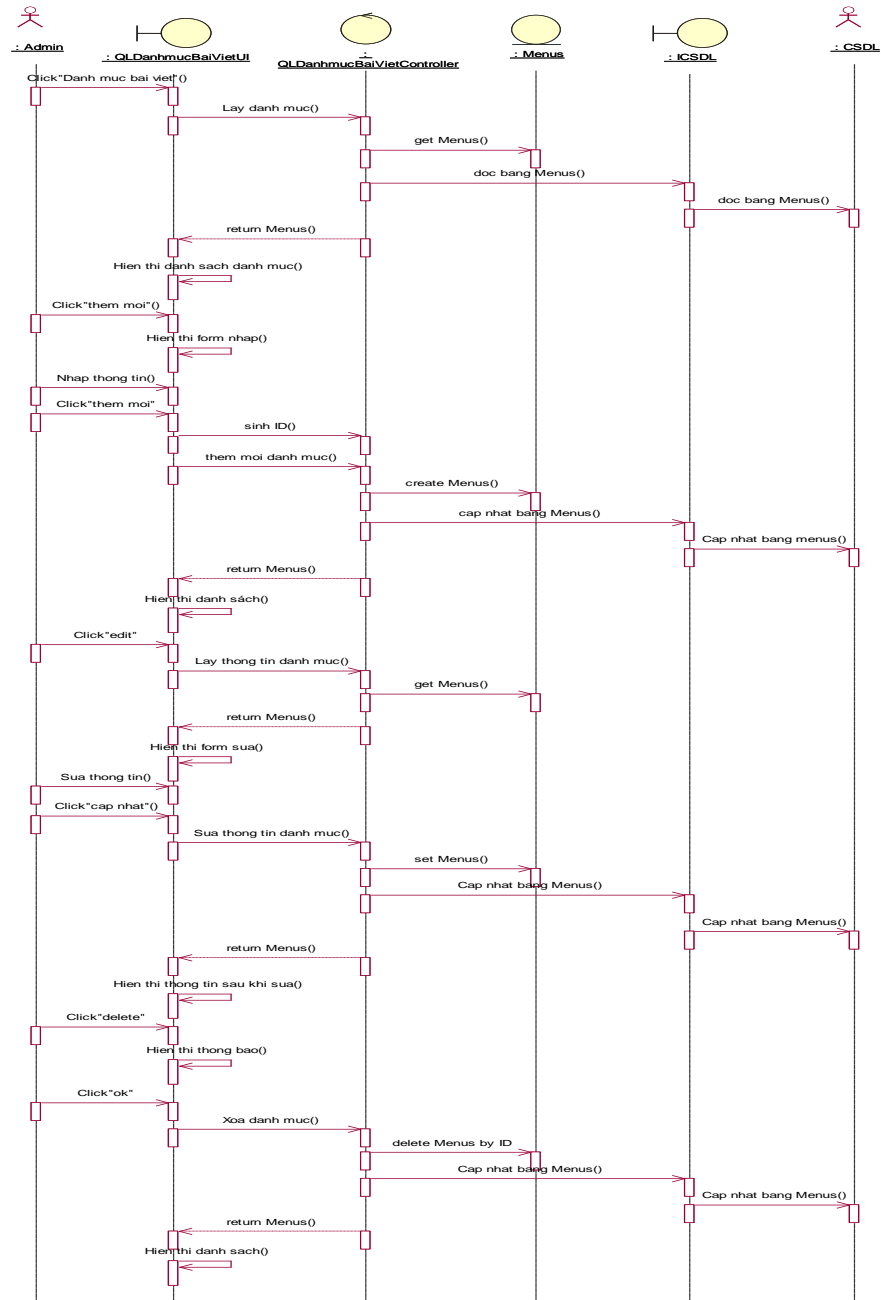 : Admin
: QLDanhmucBaiVietUI
:
QLDanhmucBaiVietController
: Menus
: ICSDL
: CSDL
Click"Danh muc bai viet"()
Lay danh muc()
get Menus()
doc bang Menus()
doc bang Menus()
return Menus()
Hien thi danh sach danh muc()
Click"them moi"()
Hien thi form nhap()
Nhap thong tin()
Click"them moi"
sinh ID()
them moi danh muc()
create Menus()
cap nhat bang Menus()
Cap nhat bang menus()
return Menus()
Hien thi danh sách()
Click"edit"
Lay thong tin danh muc()
get Menus()
return Menus()
Hien thi form sua()
Sua thong tin()
Click"cap nhat"()
Sua thong tin danh muc()
set Menus()
Cap nhat bang Menus()
Cap nhat bang Menus()
return Menus()
Hien thi thong tin sau khi sua()
Click"delete"
Hien thi thong bao()
Click"ok"
Xoa danh muc()
delete Menus by ID
Cap nhat bang Menus()
Cap nhat bang Menus()
return Menus()
Hien thi danh sach()